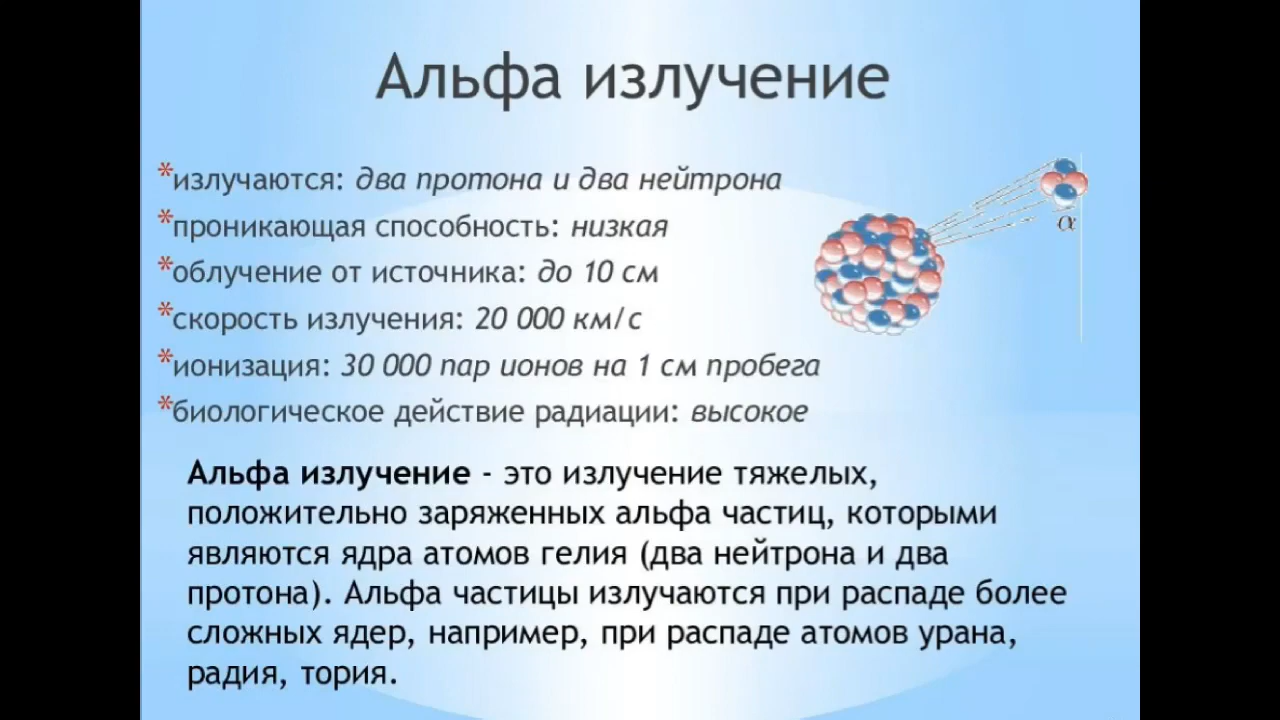 Альфа излучение
*излучаются: два протона и два нейтрона
*проникающая способность: низкая
*облучение от источника: до 10 см
*скорость излучения: 20 000 км/с
*ионизация: 30 000 пар ионов на 1 см пробега
*биологическое действие радиации: высокое
α
Альфа излучение - это излучение тяжелых,
положительно заряженных альфа частиц, которыми
являются ядра атомов гелия (два нейтрона и два
протона). Альфа частицы излучаются при распаде более
сложных ядер, например, при распаде атомов урана,
радия, тория.